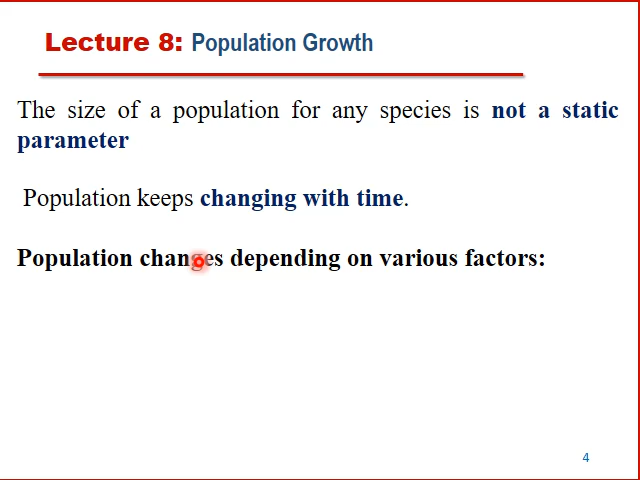 Lecture 8: Population Growth
The size of a population for any species is not a static
parameter
Population keeps changing with time.
Population changes depending on various factors:
4